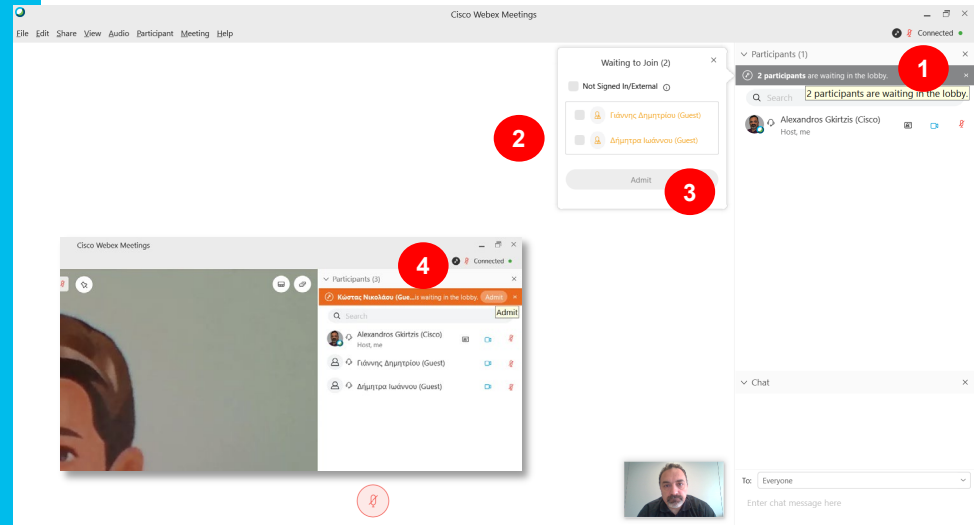 Cisco Webex Meetings
File Edit Share View Audio Participant Meeting Help
Connected
Waiting to Join (2)
Not Signed In/External
Γιάννης Δημητρίου (Guest)
Δήμητρα Ιωάννου (Guest)
Admit
Participants (1)
2 participants are waiting in the lobby.
Search
2 participants are waiting in the lobby.
Alexandros Gkirtzis (Cisco)
Host, me
1
2
3
Cisco Webex Meetings
4
Connected
Participants (3)
Κώστας Νικολάου (Gue...is waiting in the lobby. Admit
Search
Admit
Alexandros Gkirtzis (Cisco)
Host, me
Γιάννης Δημητρίου (Guest)
Δήμητρα Ιωάννου (Guest)
Chat
To: Everyone
Enter chat message here